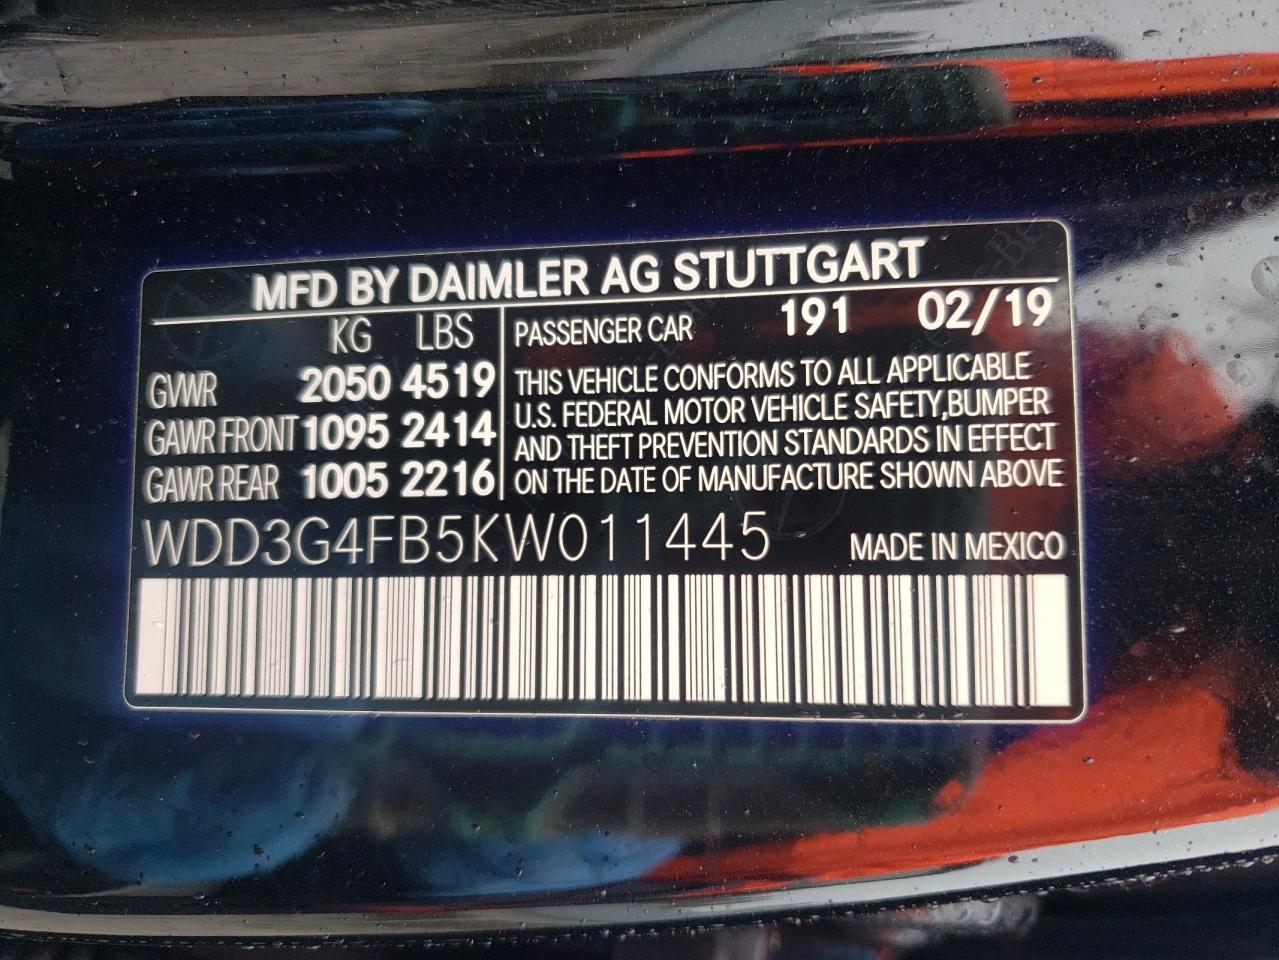 MFD BY DAIMLER AG STUTTGART
KG LBS
GVWR 2050 4519
GAWR FRONT 1095 2414
GAWR REAR 1005 2216
PASSENGER CAR 191 02/19
THIS VEHICLE CONFORMS TO ALL APPLICABLE
U.S. FEDERAL MOTOR VEHICLE SAFETY,BUMPER
AND THEFT PREVENTION STANDARDS IN EFFECT
ON THE DATE OF MANUFACTURE SHOWN ABOVE
WDD3G4FB5KW011445 MADE IN MEXICO